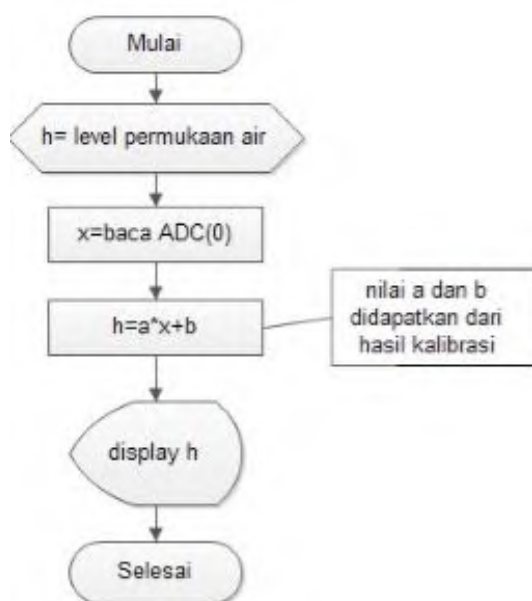 Mulai
h= level permukaan air
x=baca ADC(0)
h=a*x+b
nilai a dan b
didapatkan dari
hasil kalibrasi
display h
Selesai